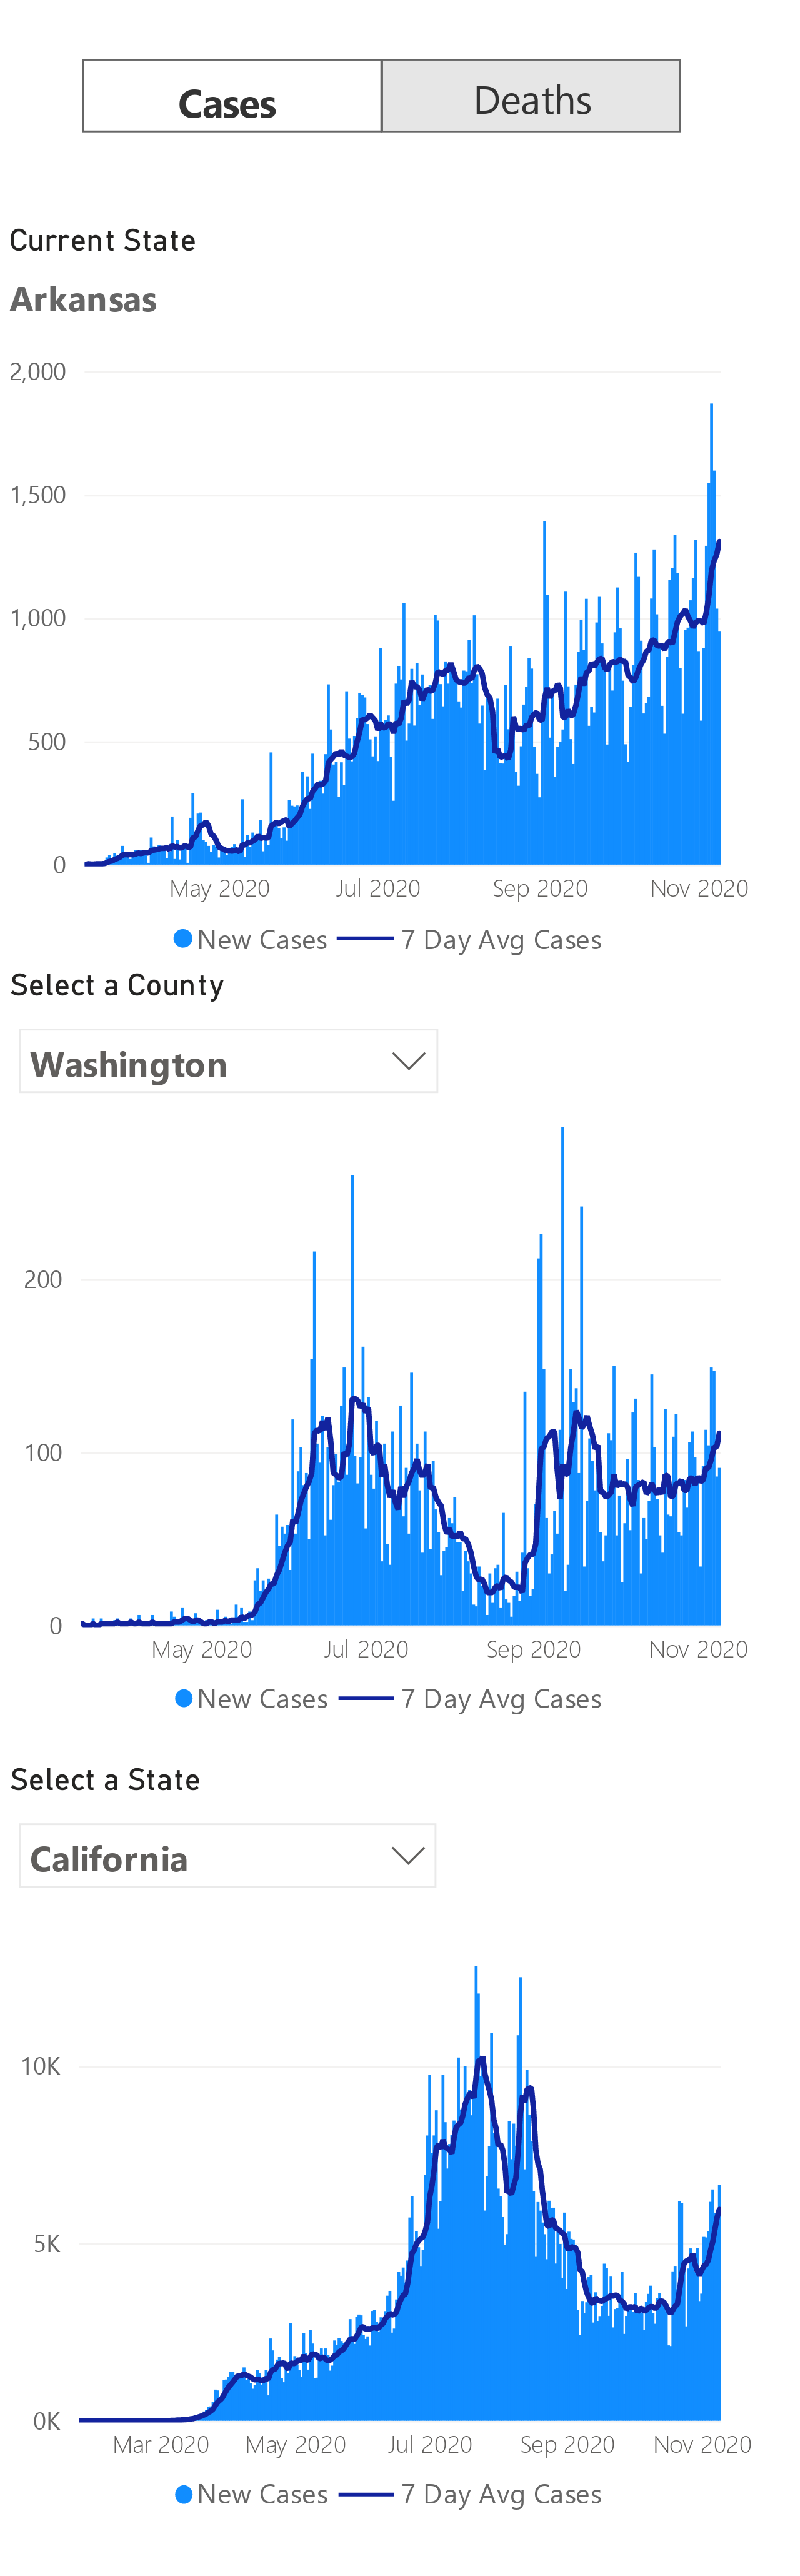 Cases Deaths
Current State
Arkansas
2,000
1,500
1,000
500
0
May 2020 Jul 2020 Sep 2020 Nov 2020
New Cases 7 Day Avg Cases
Select a County
Washington
200
100
0
May 2020 Jul 2020 Sep 2020 Nov 2020
New Cases 7 Day Avg Cases
Select a State
California
10K
5K
0K
Mar 2020 May 2020 Jul 2020 Sep 2020 Nov 2020
New Cases 7 Day Avg Cases